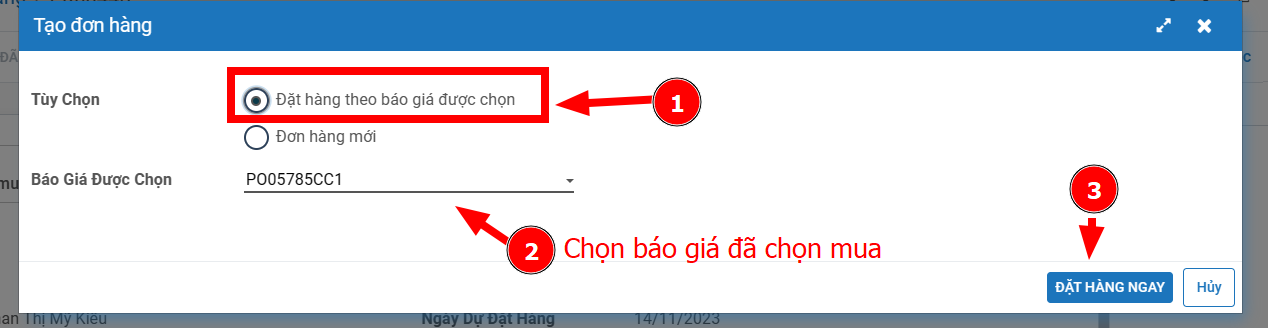 Tạo đơn hàng
Tùy Chọn
Đặt hàng theo báo giá được chọn
1
Đơn hàng mới
Báo Giá Được Chọn
PO05785CC1
3
2
Chọn báo giá đã chọn mua
ĐẶT HÀNG NGAY
Hủy
Thị Mỹ Kiều
Ngày Dự Đặt Hàng
14/11/2023